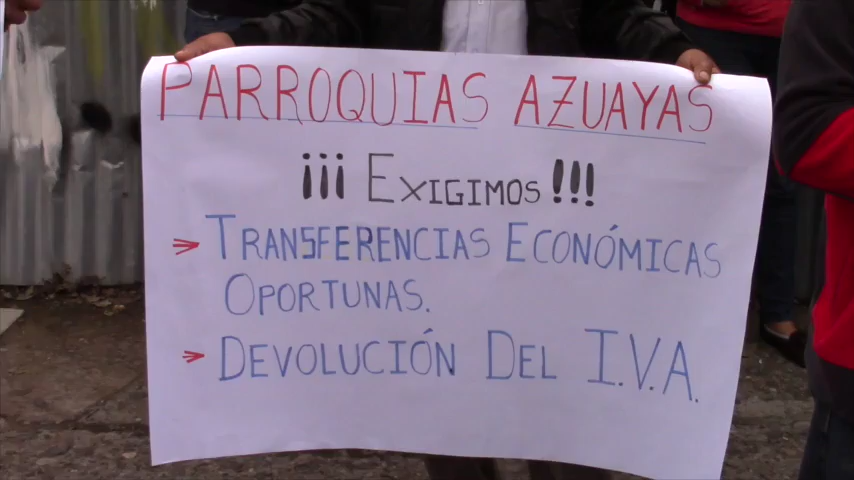 PARROQUIAS AZUAYAS
¡¡¡ EXIGIMOS !!!
> TRANSFERENCIAS ECONÓMICAS
OPORTUNAS.
> DEVOLUCIÓN DEL I.V.A.